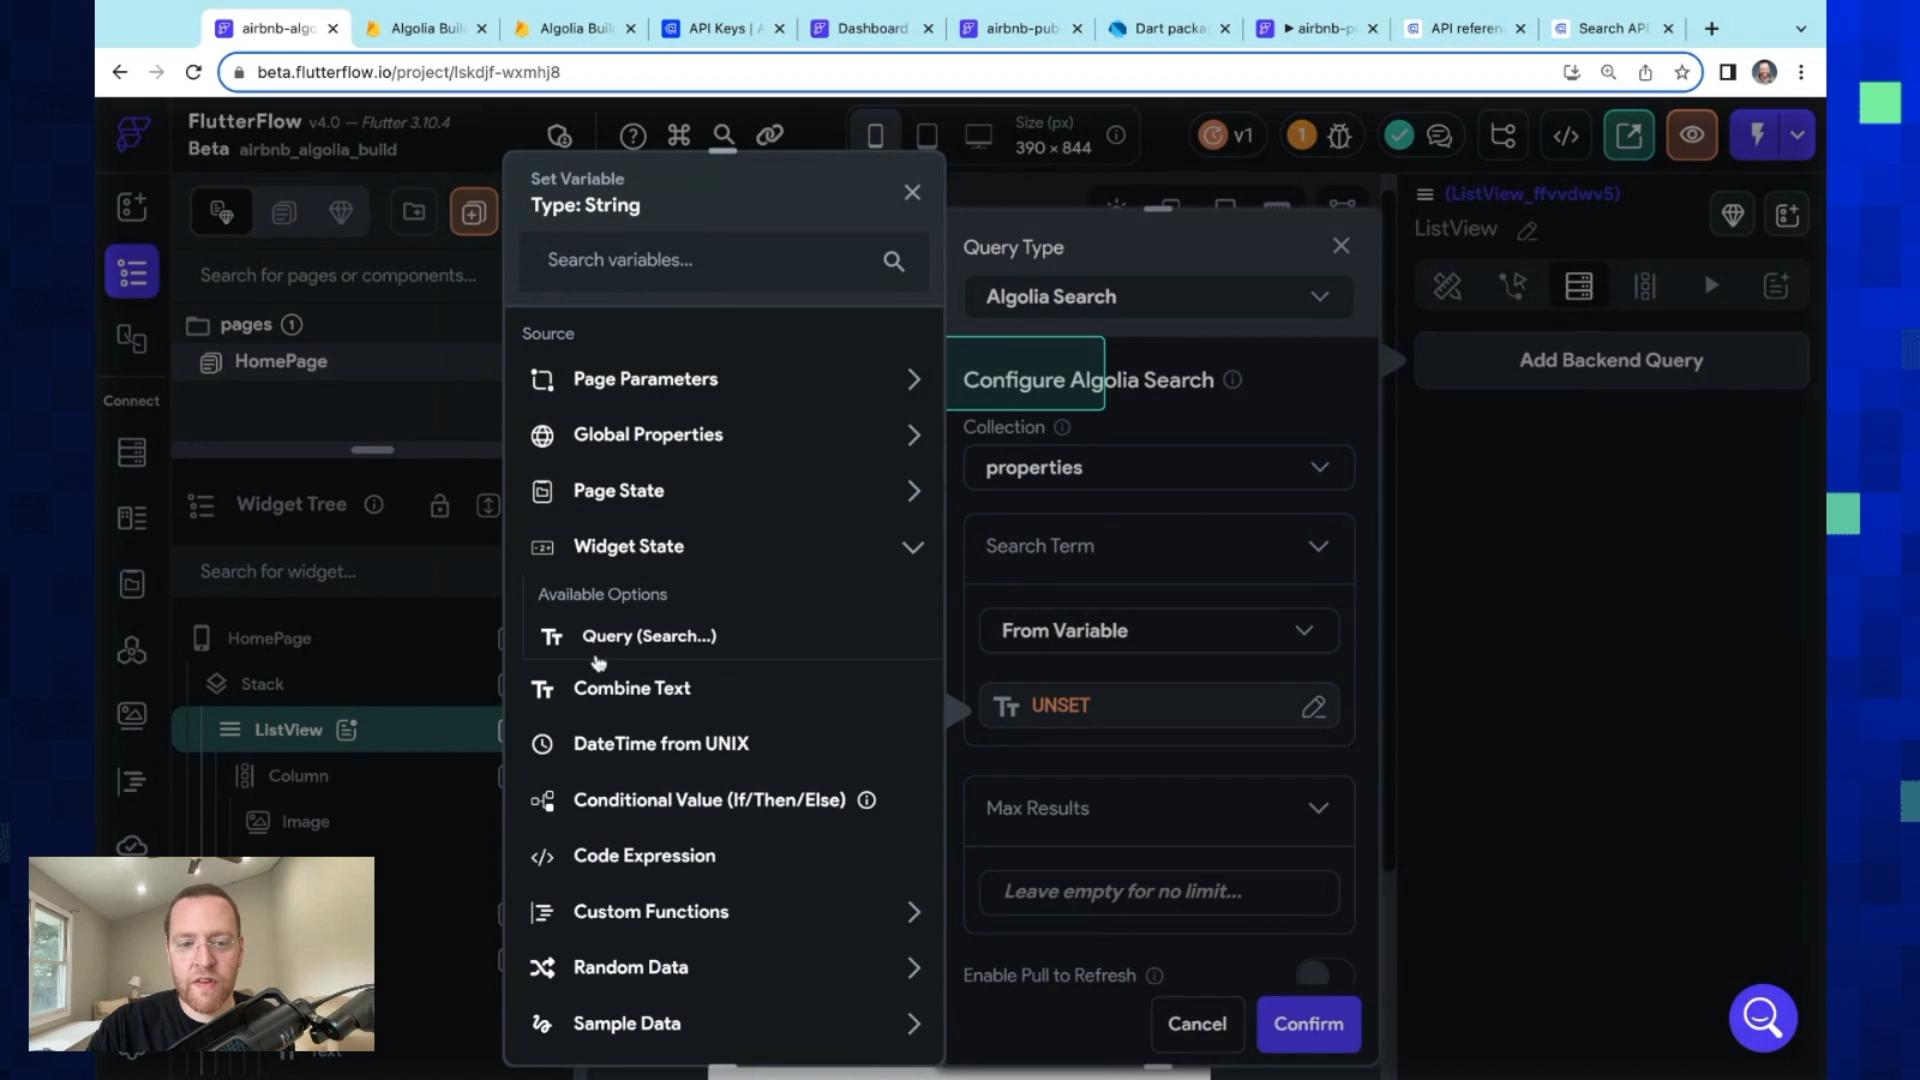 airbnb-algo
Algolia Buil
Algolia Buil
API Keys | A
Dashboard
airbnb-pub
Dart packa
airbnb-p
API referen
Search API
beta.flutterflow.io/project/lskdjf-wxmhj8
FlutterFlow v4.0 — Flutter 3.10.4
Beta airbnb_algolia_build
Size (px)
390 × 844
v1
1
Search for pages or components...
pages 1
HomePage
Connect
Widget Tree
Search for widget...
HomePage
Stack
ListView
Column
Image
Text
Set Variable
Type: String
Search variables...
Source
Page Parameters
Global Properties
Page State
Widget State
Available Options
Query (Search...)
Combine Text
DateTime from UNIX
Conditional Value (If/Then/Else)
Code Expression
Custom Functions
Random Data
Sample Data
Query Type
Algolia Search
Configure Algolia Search
Collection
properties
Search Term
From Variable
UNSET
Max Results
Leave empty for no limit...
Enable Pull to Refresh
Cancel
Confirm
(ListView_ffvvdwv5)
ListView
Add Backend Query